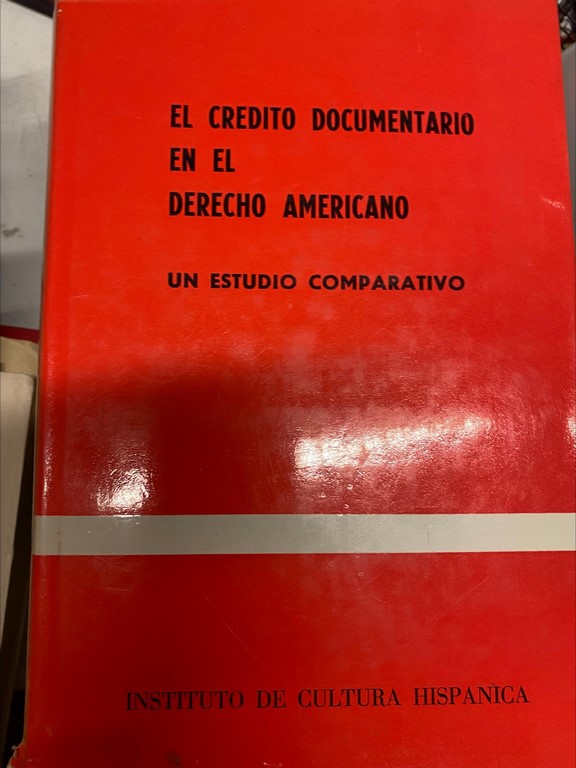 EL CREDITO DOCUMENTARIO
EN EL
DERECHO AMERICANO
UN ESTUDIO COMPARATIVO
INSTITUTO DE CULTURA HISPANICA